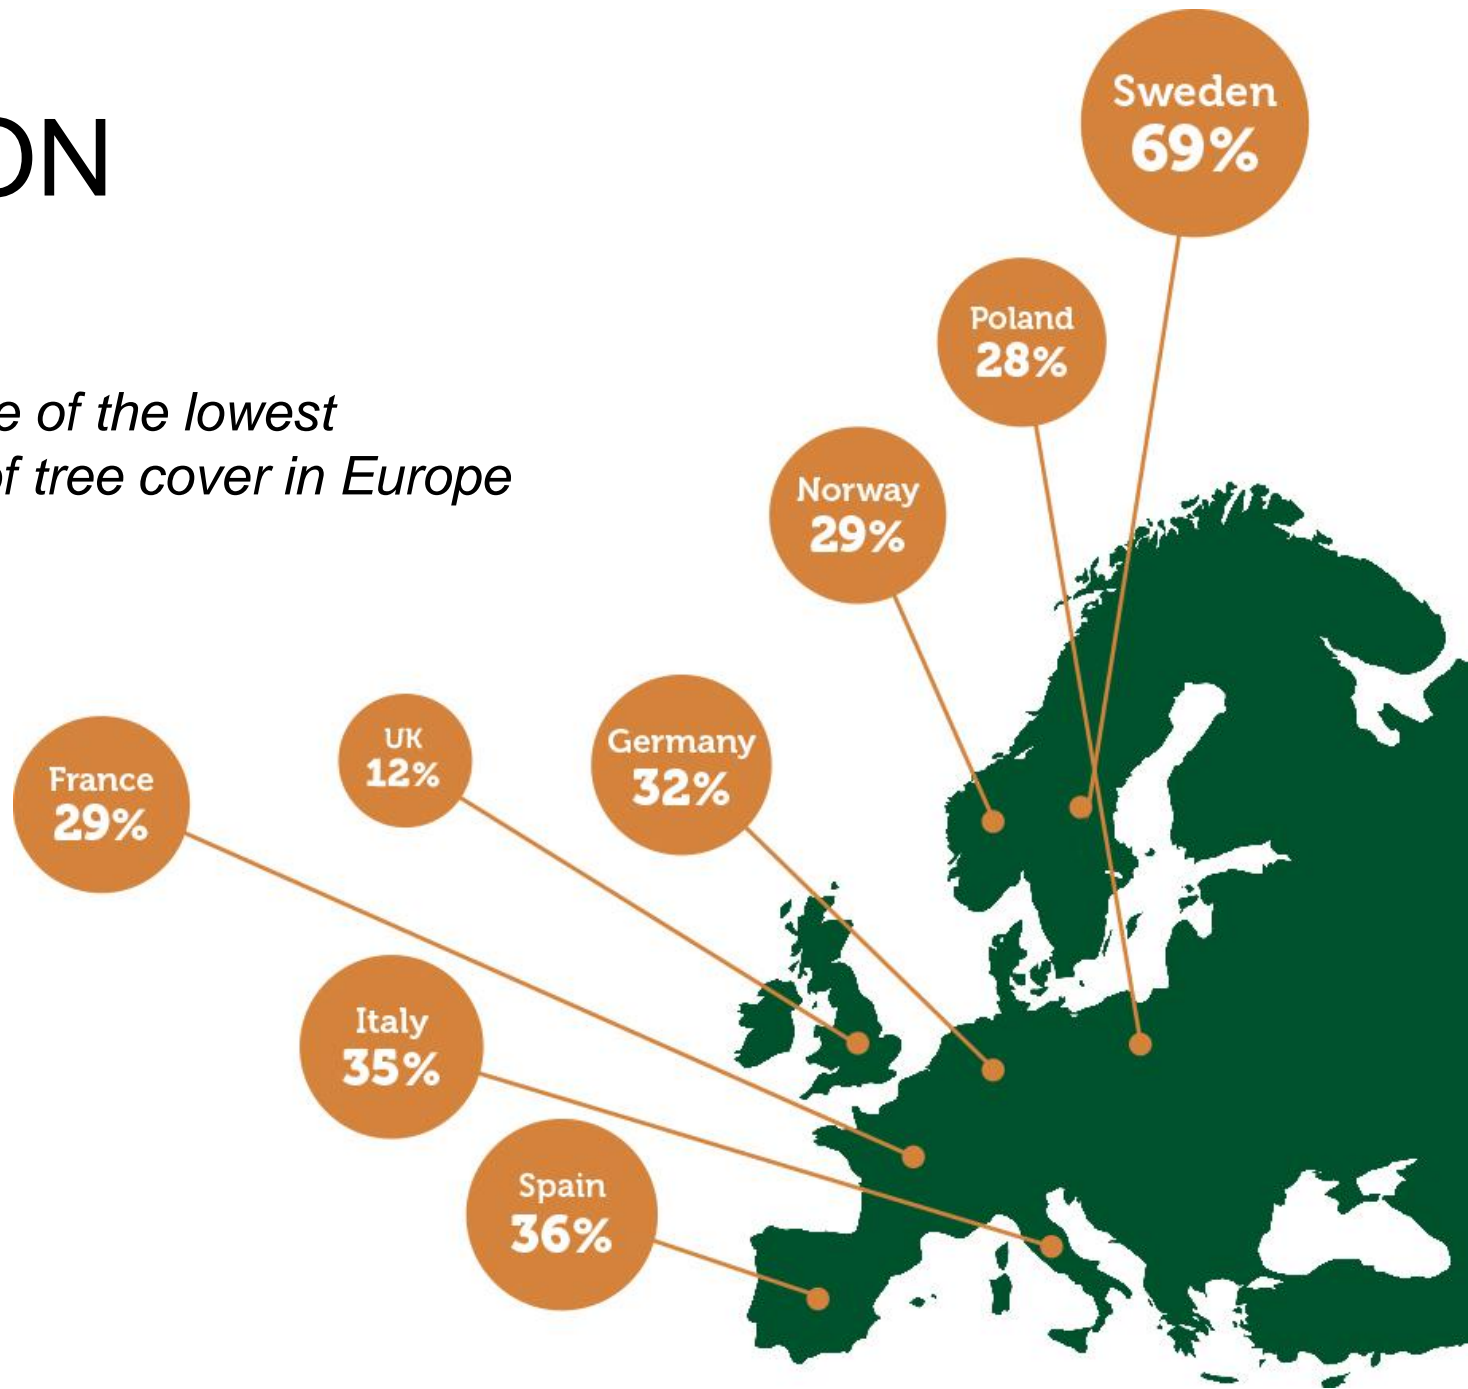 ON
e of the lowest
of tree cover in Europe
Sweden
69%
Poland
28%
Norway
29%
Germany
32%
UK
12%
France
29%
Italy
35%
Spain
36%